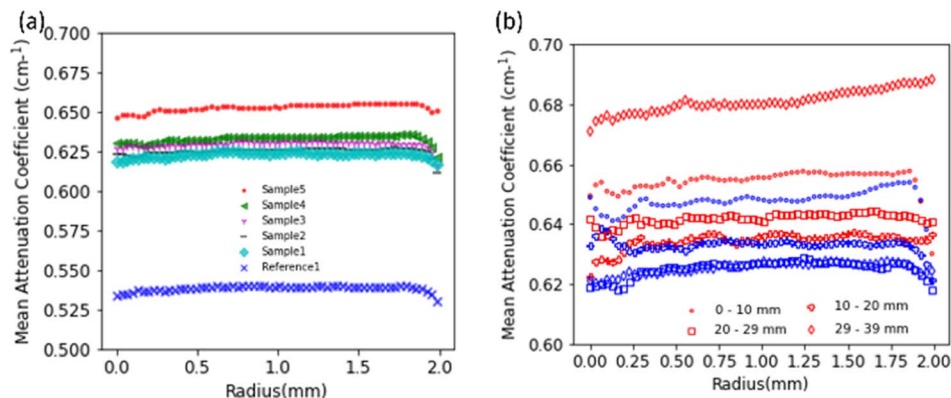 (a)
0.700
0.675
0.650
0.625
0.600
0.575
0.550
0.525
0.500
Mean Attenuation Coefficient (cm-1)
Sample5
Sample4
Sample3
Sample2
Sample1
Reference1
0.0 0.5 1.0 1.5 2.0
Radius(mm)
(b)
0.70
0.68
0.66
0.64
0.62
0.60
Mean Attenuation Coefficient (cm-1)
0 - 10 mm 10 - 20 mm
20 - 29 mm 29 - 39 mm
0.00 0.25 0.50 0.75 1.00 1.25 1.50 1.75 2.00
Radius(mm)